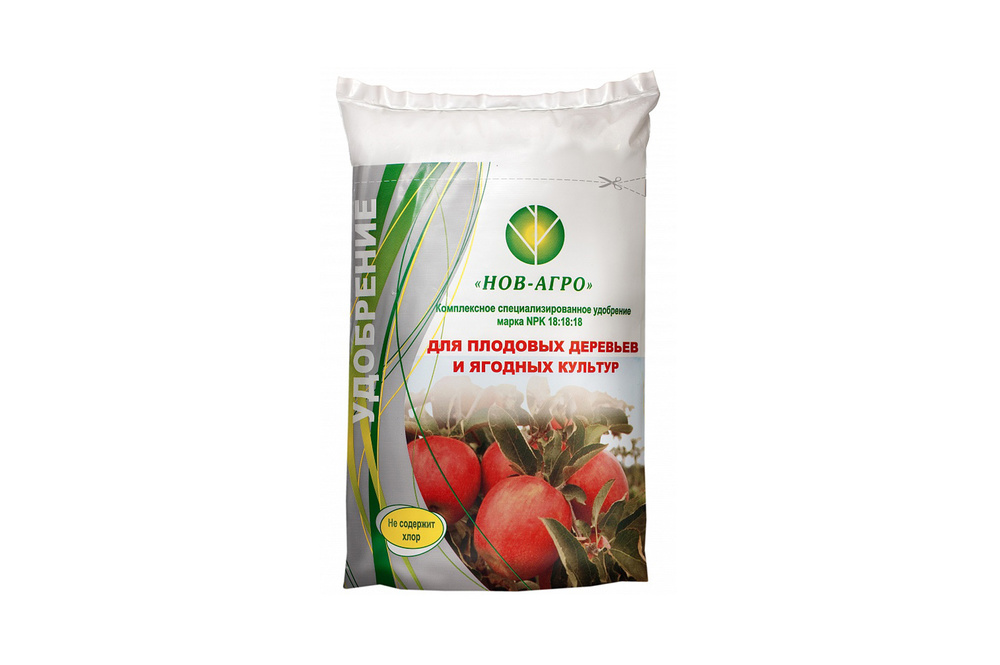 УДОБРЕНИЕ
«НОВ-АГРО»
Комплексное специализированное удобрение
марка NPK 18:18:18
ДЛЯ ПЛОДОВЫХ ДЕРЕВЬЕВ
И ЯГОДНЫХ КУЛЬТУР
Не содержит
хлор